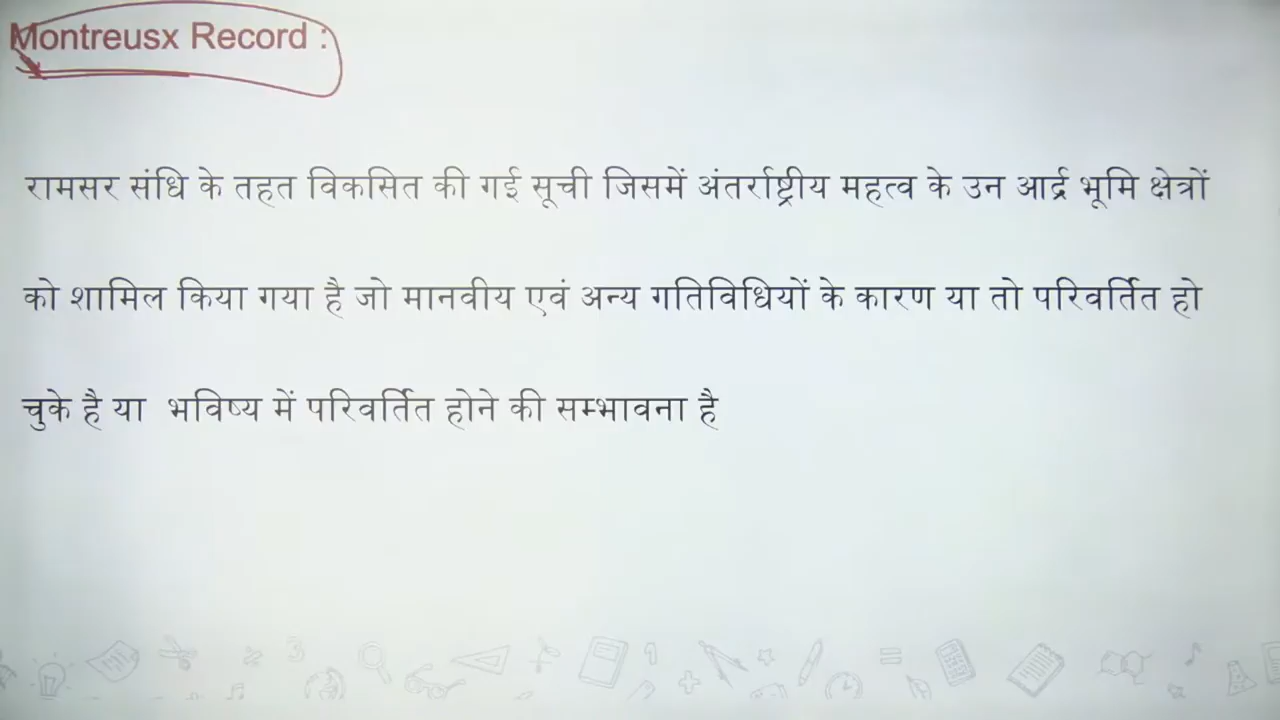 Montreusx Record :
रामसर संधि के तहत विकसित की गई सूची जिसमें अंतर्राष्ट्रीय महत्व के उन आर्द्र भूमि क्षेत्रों
को शामिल किया गया है जो मानवीय एवं अन्य गतिविधियों के कारण या तो परिवर्तित हो
चुके है या भविष्य में परिवर्तित होने की सम्भावना है